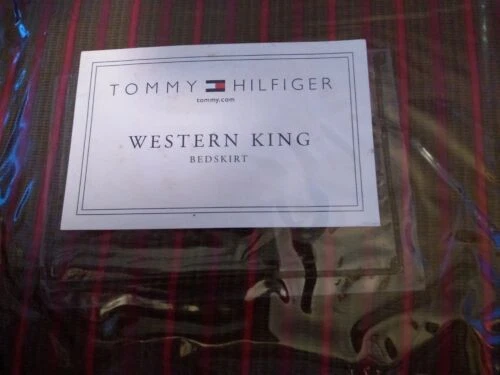 TOMMY HILFIGER
tommy.com
WESTERN KING
BEDSKIRT